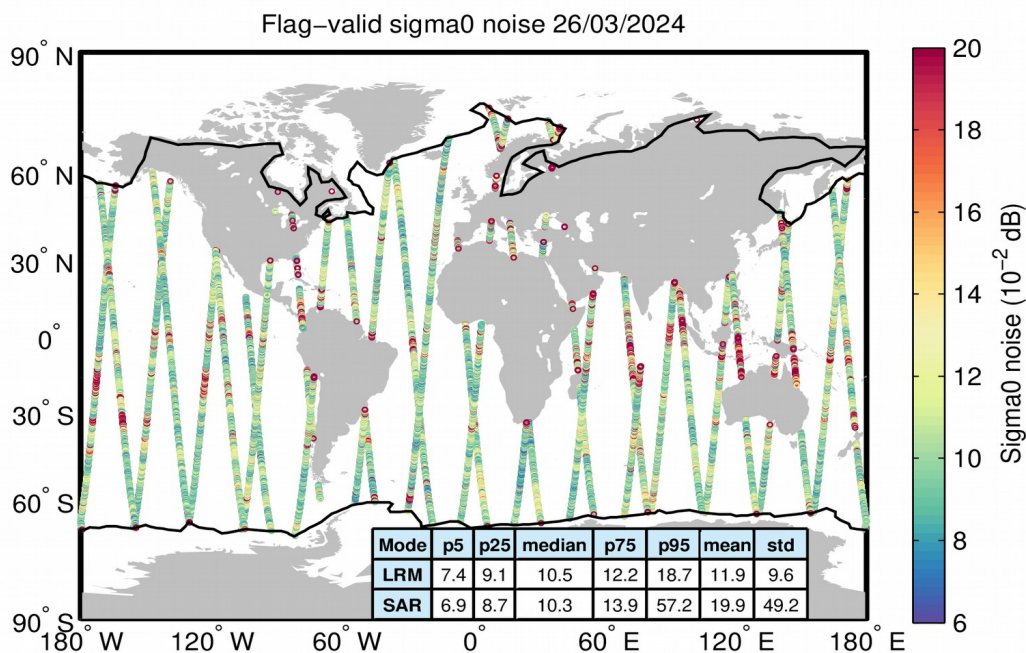 Flag−valid sigma0 noise 26/03/2024
90° N
60° N
30° N
0°
30° S
60° S
90° S
180° W
120° W
60° W
0°
60° E
120° E
180° E
Mode p5 p25 median p75 p95 mean std
LRM 7.4 9.1 10.5 12.2 18.7 11.9 9.6
SAR 6.9 8.7 10.3 13.9 57.2 19.9 49.2
20
18
16
14
12
10
8
6
Sigma0 noise (10⁻² dB)